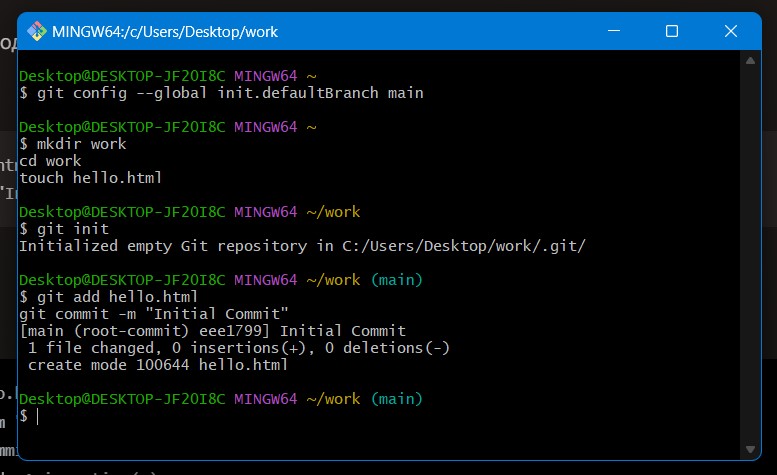 MINGW64:/c/Users/Desktop/work
Desktop@DESKTOP-JF2OI8C MINGW64 ~
$ git config --global init.defaultBranch main
Desktop@DESKTOP-JF2OI8C MINGW64 ~
$ mkdir work
cd work
touch hello.html
Desktop@DESKTOP-JF2OI8C MINGW64 ~/work
$ git init
Initialized empty Git repository in C:/Users/Desktop/work/.git/
Desktop@DESKTOP-JF2OI8C MINGW64 ~/work (main)
$ git add hello.html
git commit -m "Initial Commit"
[main (root-commit) eee1799] Initial Commit
 1 file changed, 0 insertions(+), 0 deletions(-)
 create mode 100644 hello.html
Desktop@DESKTOP-JF2OI8C MINGW64 ~/work (main)
$